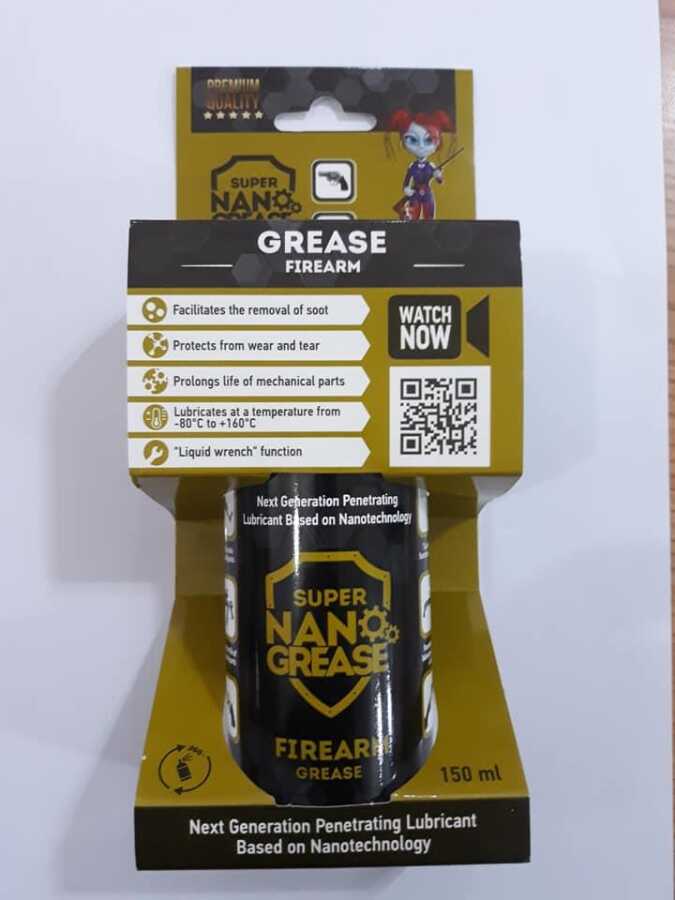 PREMIUM
QUALITY
SUPER
NANO
GREASE
GREASE
FIREARM
Facilitates the removal of soot
Protects from wear and tear
Prolongs life of mechanical parts
Lubricates at a temperature from
-80°C to +160°C
"Liquid wrench" function
WATCH
NOW
Next Generation Penetrating
Lubricant Based on Nanotechnology
SUPER
NANO
GREASE
FIREARM
GREASE
360°
150 ml
Next Generation Penetrating Lubricant
Based on Nanotechnology